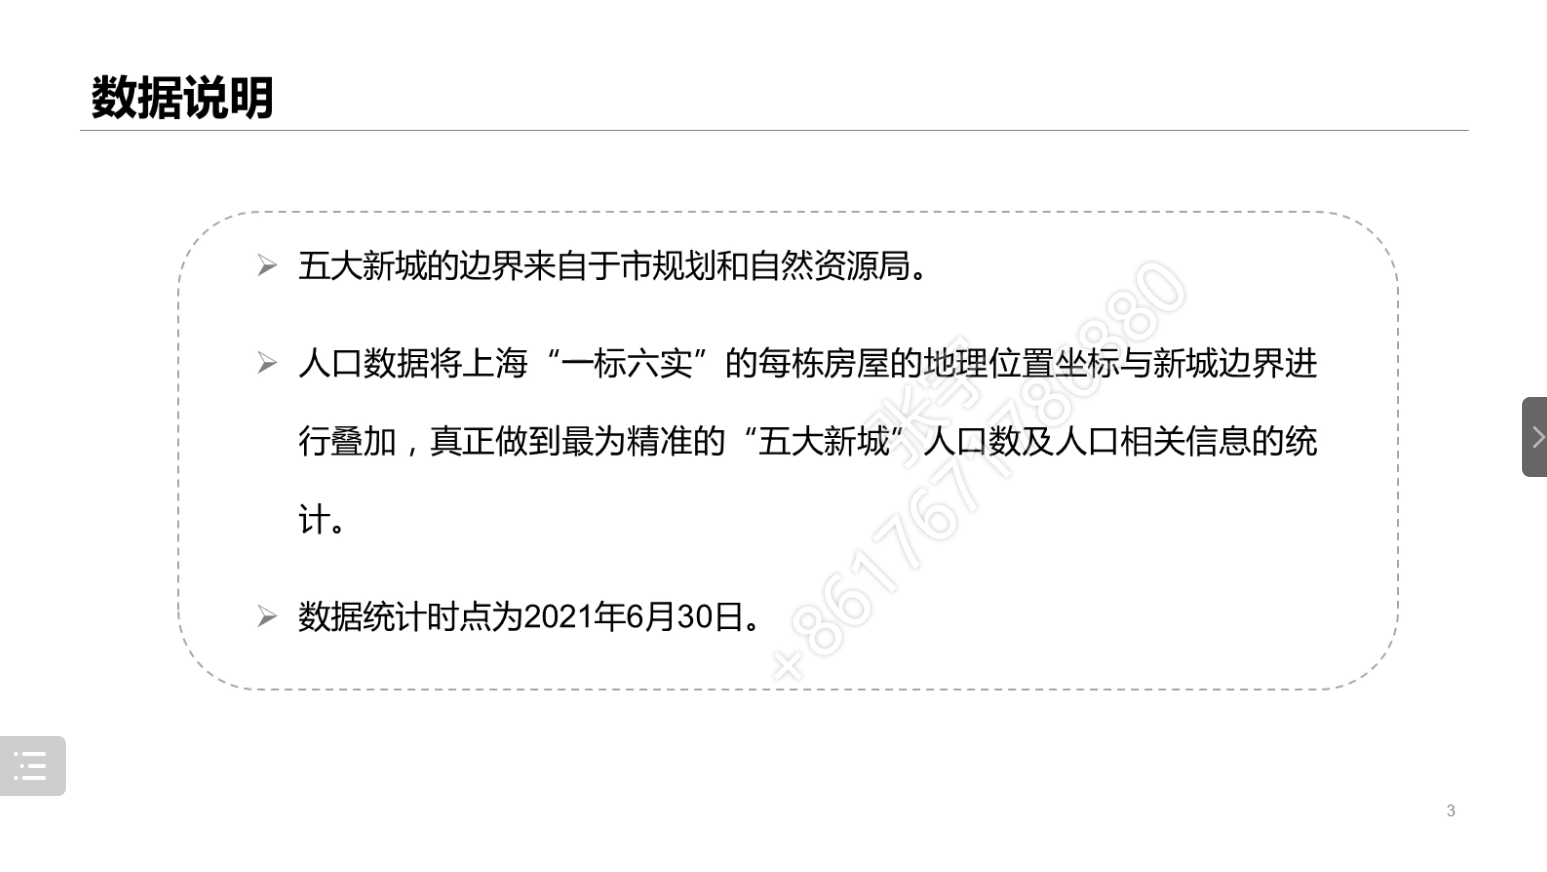 数据说明
五大新城的边界来自于市规划和自然资源局。
人口数据将上海“一标六实”的每栋房屋的地理位置坐标与新城边界进
行叠加，真正做到最为精准的“五大新城”人口数及人口相关信息的统
计。
数据统计时点为2021年6月30日。
3